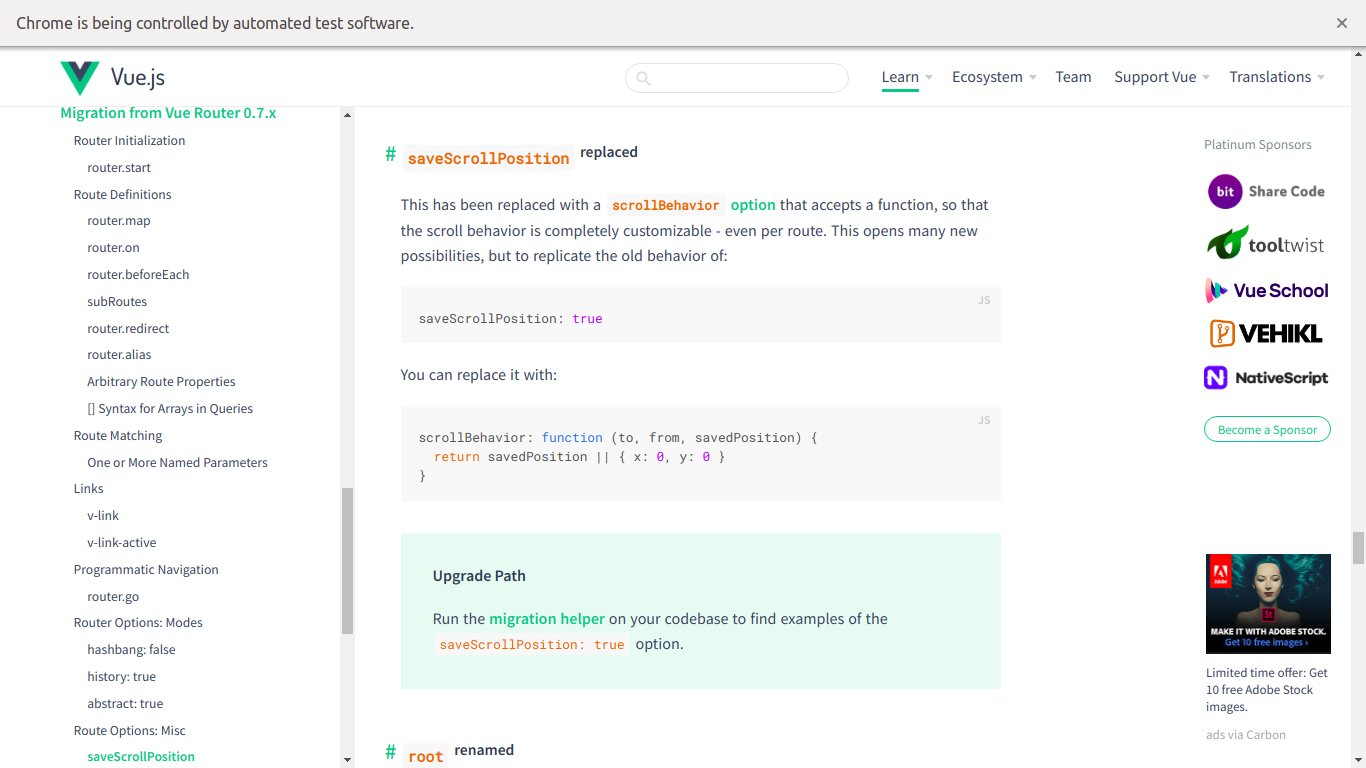 Chrome is being controlled by automated test software.
Vue.js
Learn
Ecosystem
Team
Support Vue
Translations
Migration from Vue Router 0.7.x
Router Initialization
router.start
Route Definitions
router.map
router.on
router.beforeEach
subRoutes
router.redirect
router.alias
Arbitrary Route Properties
[] Syntax for Arrays in Queries
Route Matching
One or More Named Parameters
Links
v-link
v-link-active
Programmatic Navigation
router.go
Router Options: Modes
hashbang: false
history: true
abstract: true
Route Options: Misc
saveScrollPosition
# saveScrollPosition replaced
This has been replaced with a scrollBehavior option that accepts a function, so that
the scroll behavior is completely customizable - even per route. This opens many new
possibilities, but to replicate the old behavior of:
JS
saveScrollPosition: true
You can replace it with:
JS
scrollBehavior: function (to, from, savedPosition) {
return savedPosition || { x: 0, y: 0 }
}
Upgrade Path
Run the migration helper on your codebase to find examples of the
saveScrollPosition: true option.
# root renamed
Platinum Sponsors
bit Share Code
tooltwist
Vue School
VEHIKL
NativeScript
Become a Sponsor
Adobe
St
MAKE IT WITH ADOBE STOCK.
Get 10 free images ›
Limited time offer: Get
10 free Adobe Stock
images.
ads via Carbon